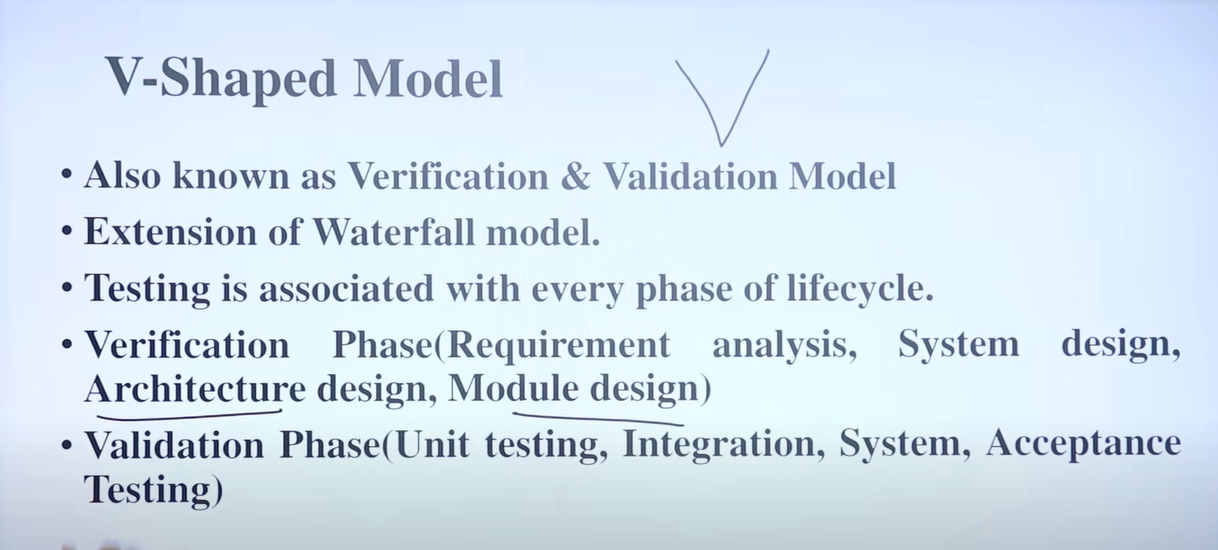 V-Shaped Model
• Also known as Verification & Validation Model
• Extension of Waterfall model.
• Testing is associated with every phase of lifecycle.
• Verification Phase(Requirement analysis, System design,
Architecture design, Module design)
• Validation Phase(Unit testing, Integration, System, Acceptance
Testing)